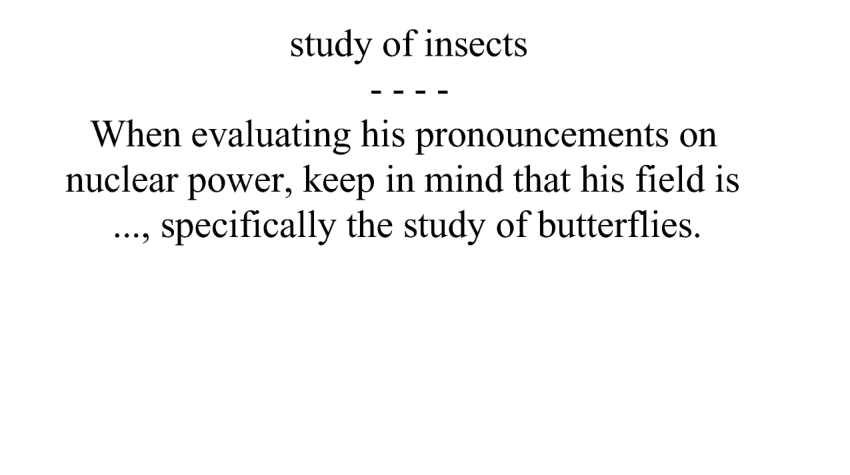 study of insects
- - - -
When evaluating his pronouncements on
nuclear power, keep in mind that his field is
..., specifically the study of butterflies.